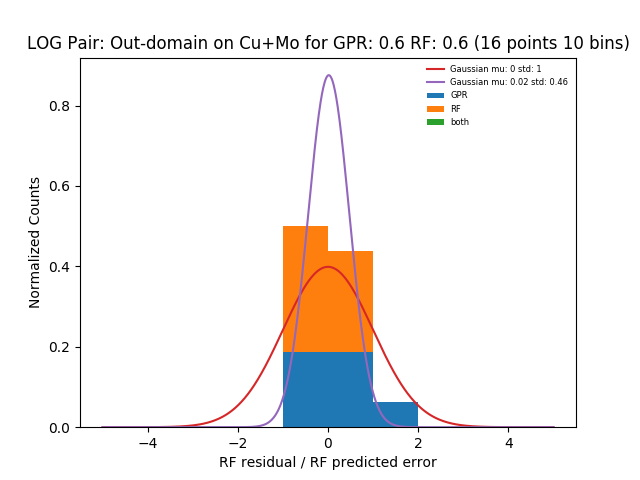 LOG Pair: Out-domain on Cu+Mo for GPR: 0.6 RF: 0.6 (16 points 10 bins)
Gaussian mu: 0 std: 1
Gaussian mu: 0.02 std: 0.46
GPR
RF
both
Normalized Counts
0.8
0.6
0.4
0.2
0.0
−4 −2 0 2 4
RF residual / RF predicted error